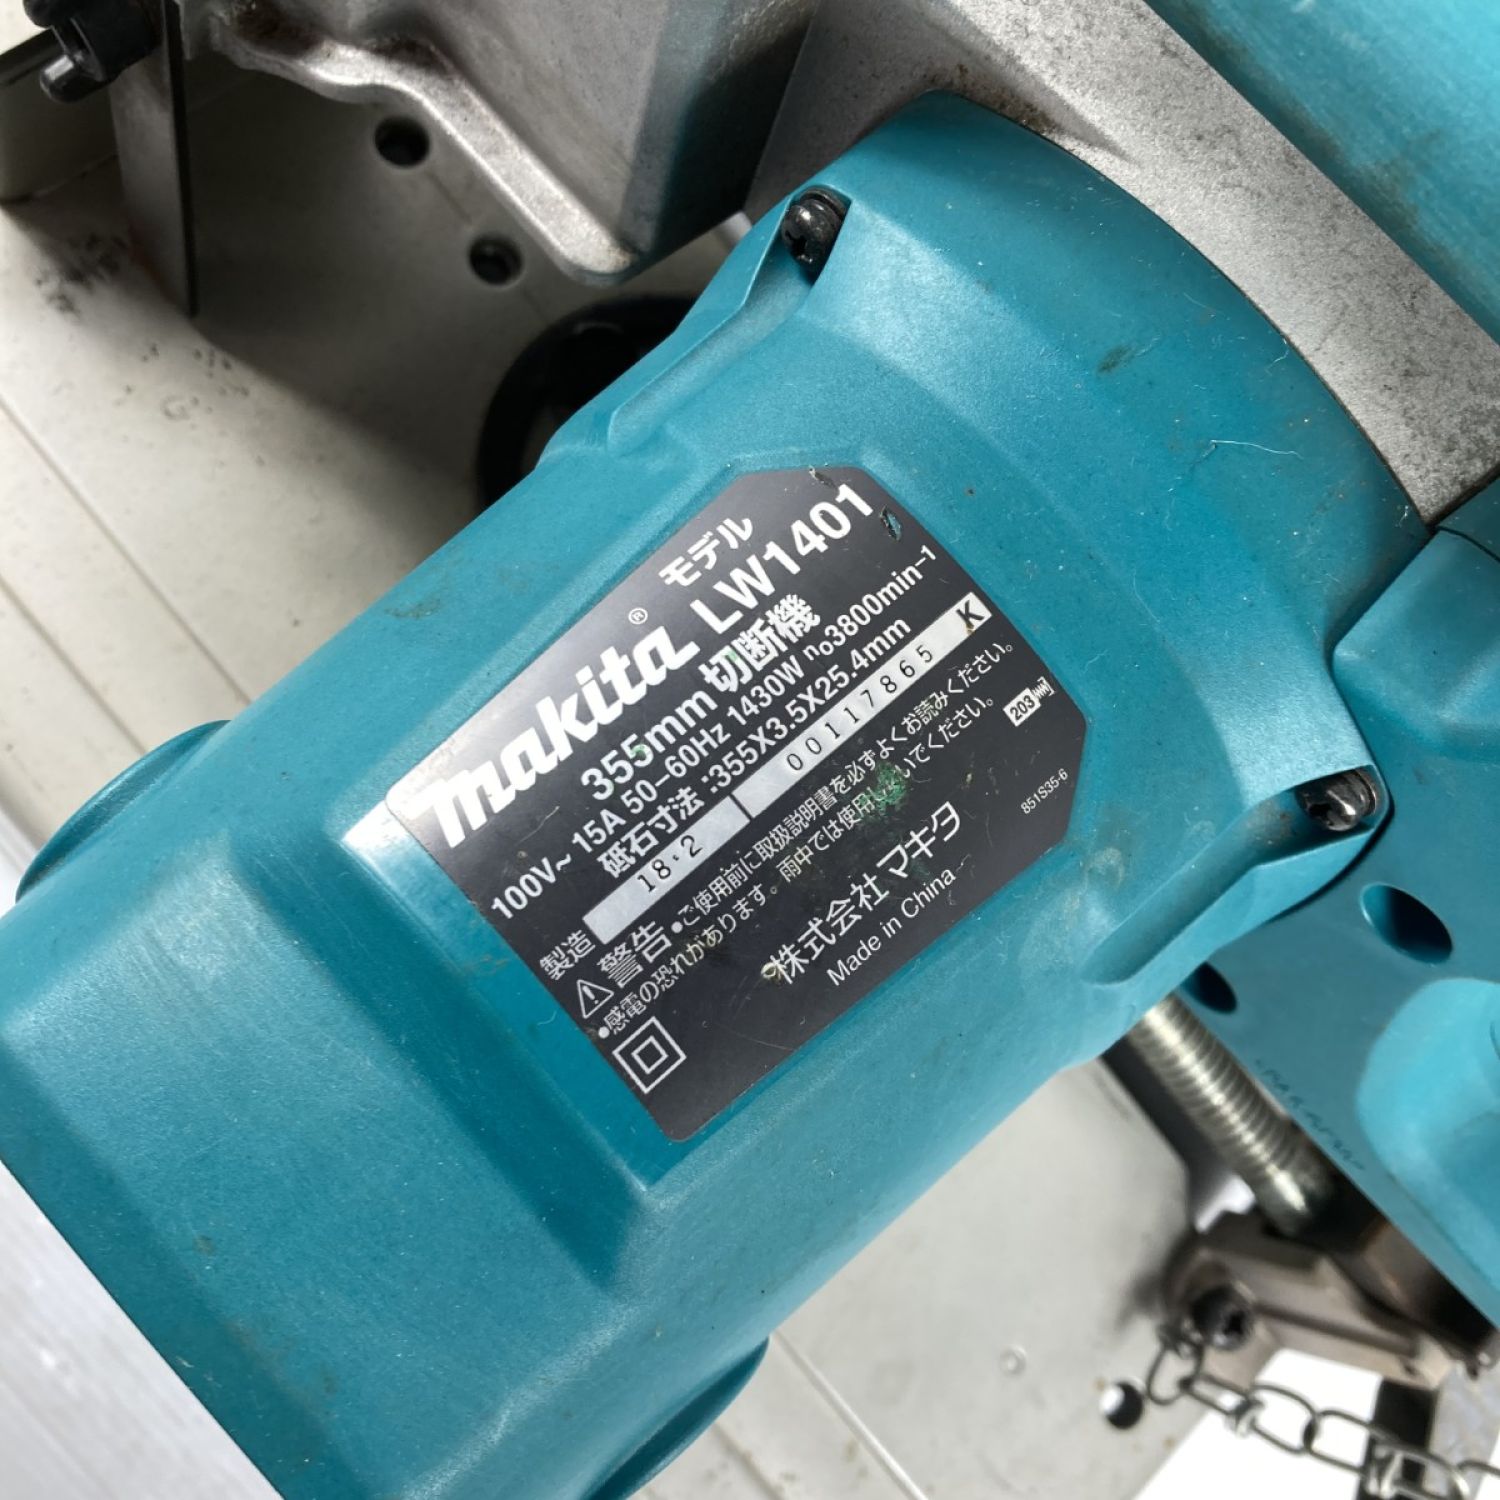 makita® モデル LW1401
355mm 切断機
100V~ 15A 50-60Hz 1430W n₀3800min-1
砥石寸法:355X3.5X25.4mm
製造 18・2 00117865 K
⚠警告 •ご使用前に取扱説明書を必ずよくお読みください。
•感電の恐れがあります。雨中では使用しないでください。
203
株式会社マキタ
851S35-6
Made in China